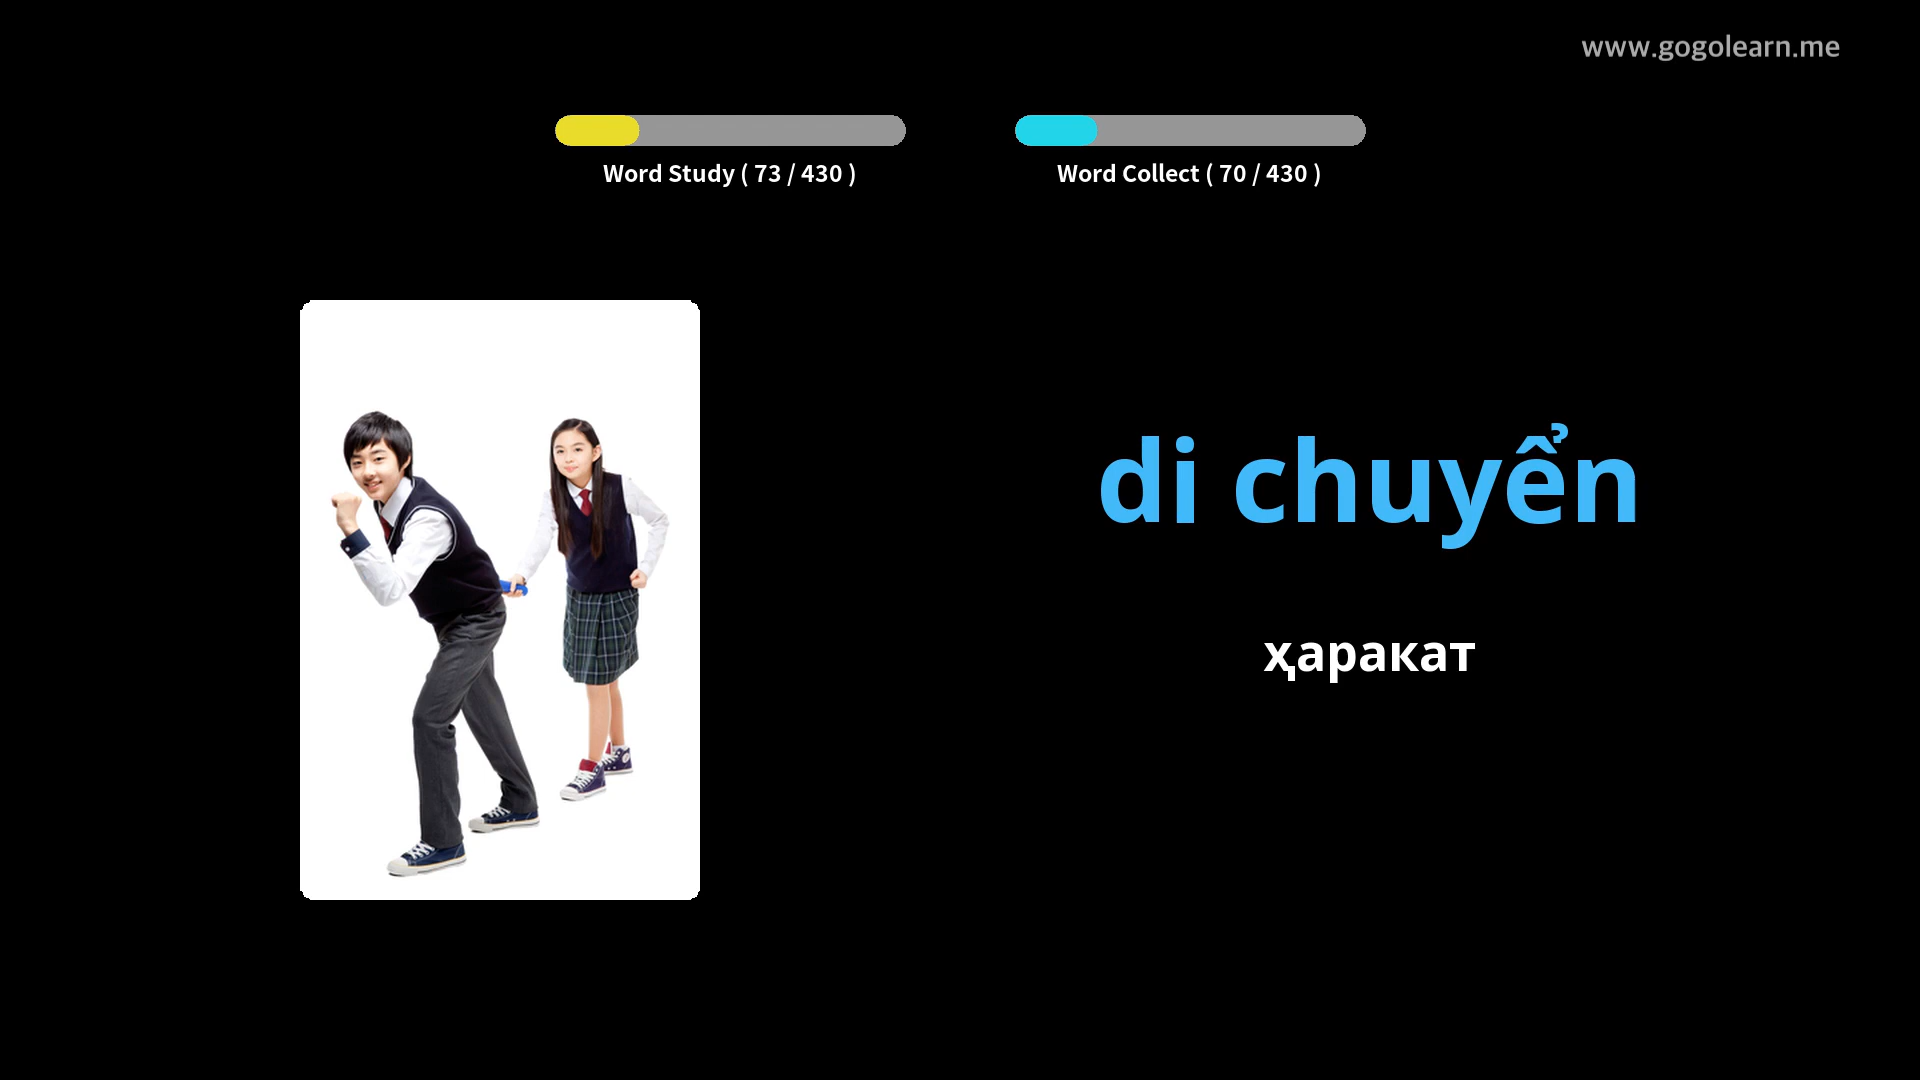 www.gogolearn.me
Word Study ( 73 / 430 )
Word Collect ( 70 / 430 )
di chuyển
ҳаракат